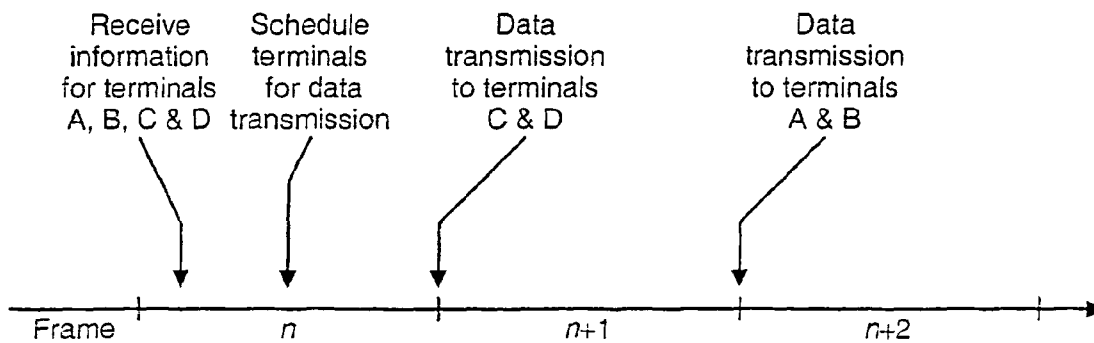 Receive
information
for terminals
A, B, C & D
Schedule
terminals
for data
transmission
Data
transmission
to terminals
C & D
Data
transmission
to terminals
A & B
Frame n n+1 n+2